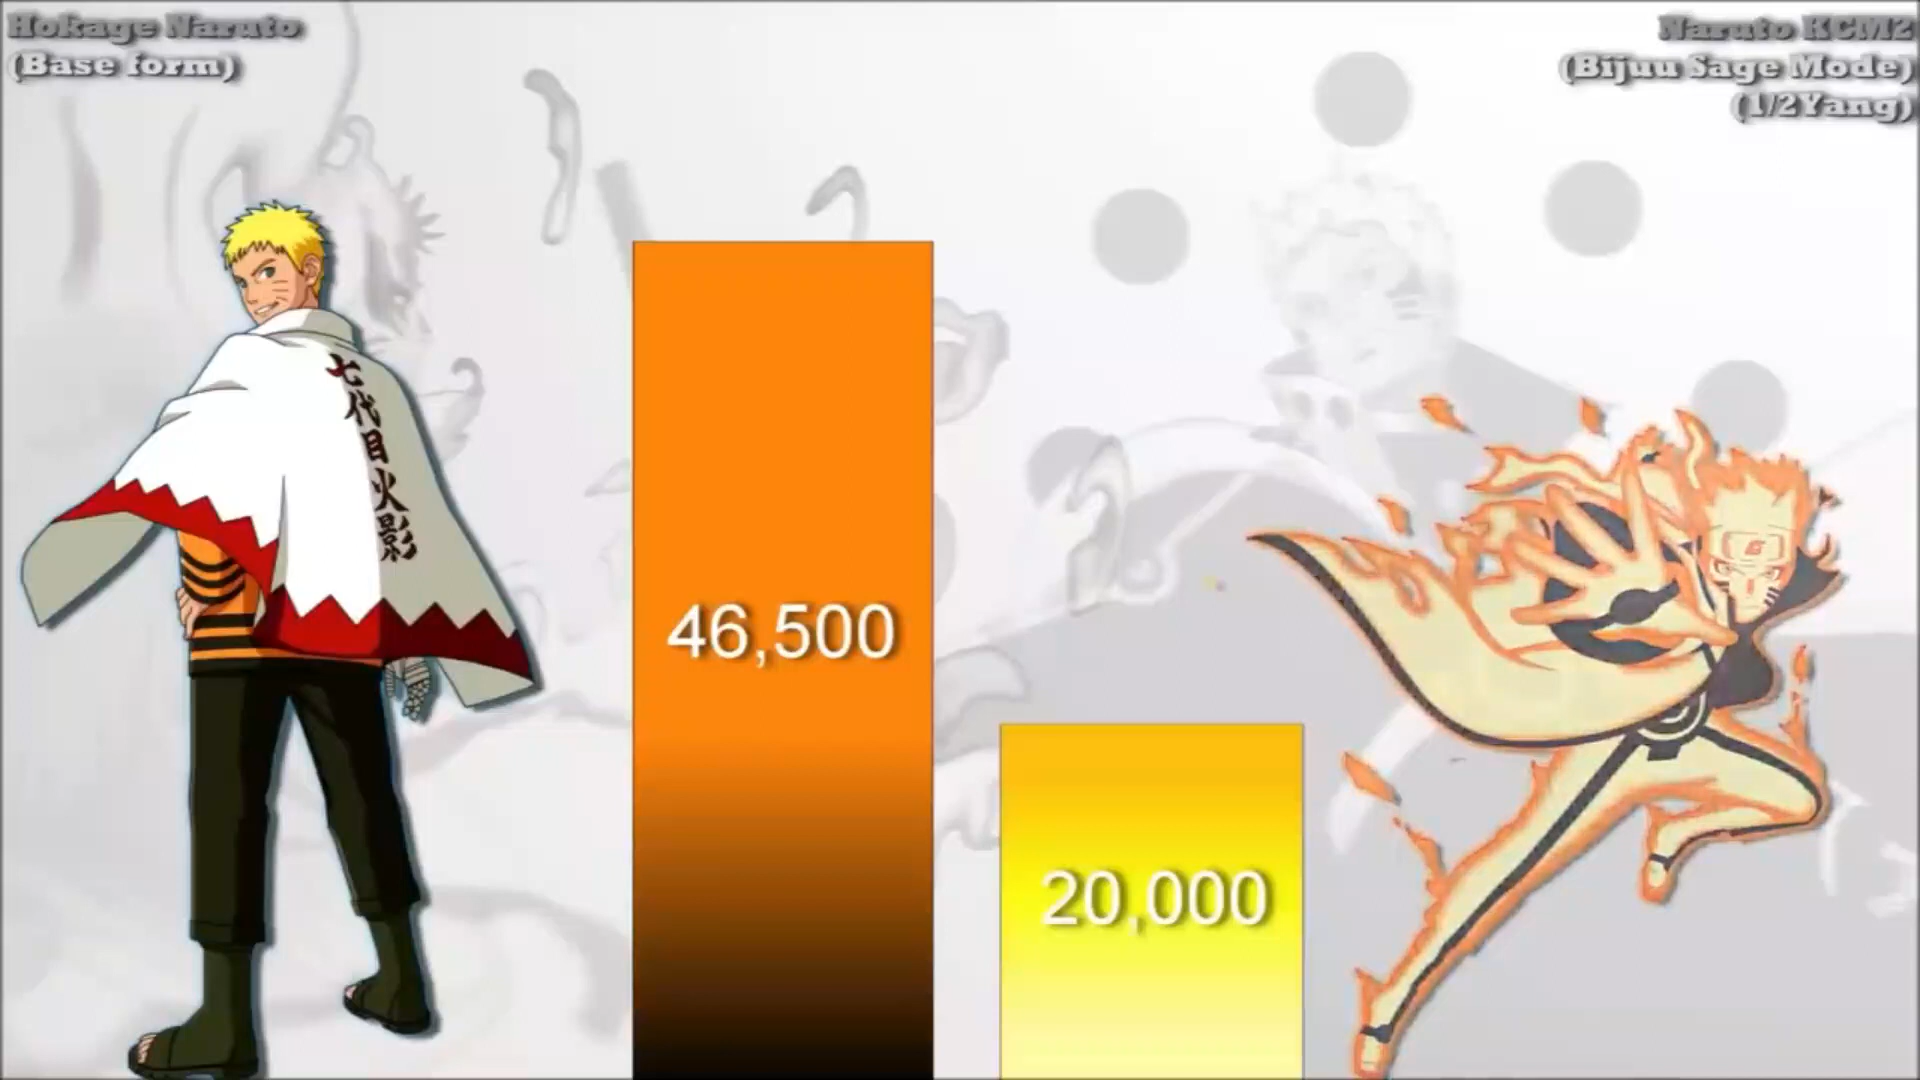 Hokage Naruto
(Base form)
Naruto KCM2
(Bijuu Sage Mode)
(1/2Yang)
七代目火影
46,500
20,000